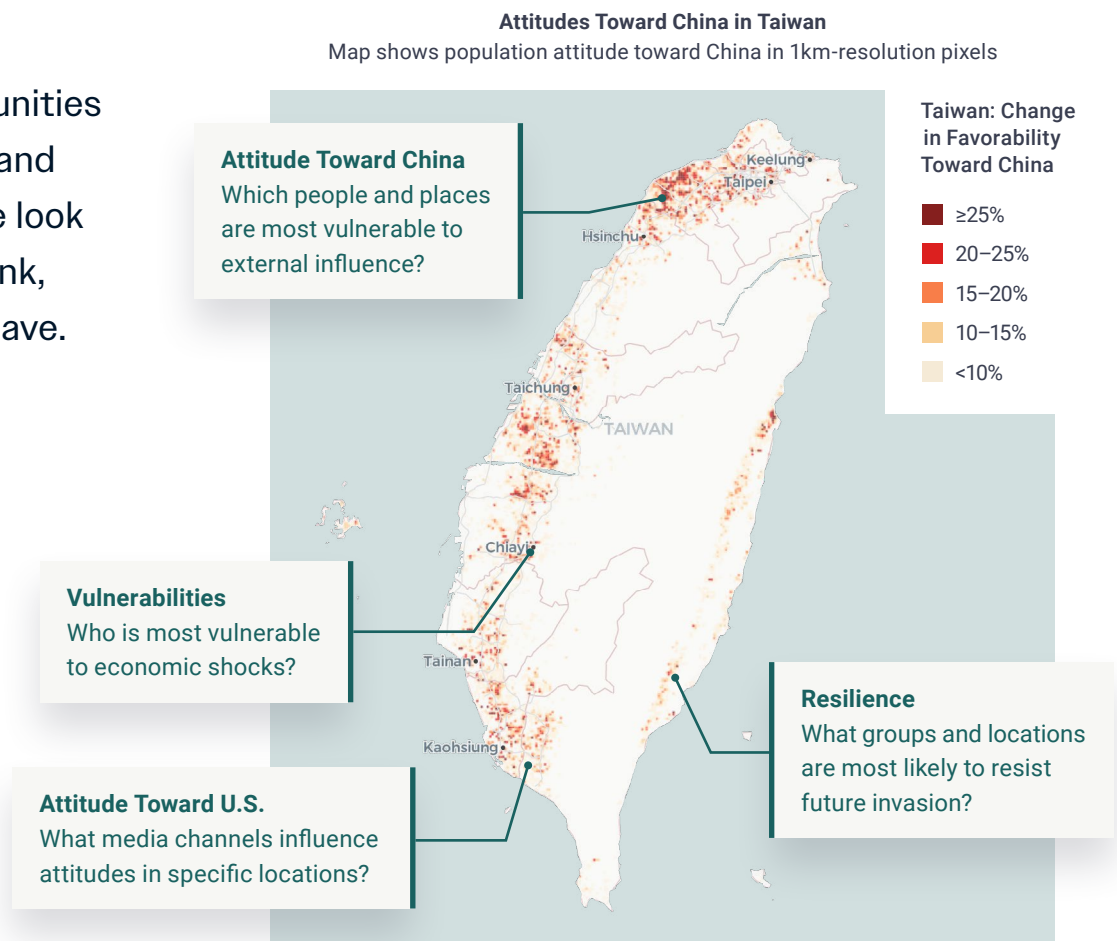 Attitudes Toward China in Taiwan
Map shows population attitude toward China in 1km-resolution pixels
unities
and
e look
nk,
ave.
Attitude Toward China
Which people and places
are most vulnerable to
external influence?
Taiwan: Change
in Favorability
Toward China
≥25%
20–25%
15–20%
10–15%
<10%
Keelung
Taipei
Hsinchu
Taichung
TAIWAN
Chiayi
Tainan
Kaohsiung
Vulnerabilities
Who is most vulnerable
to economic shocks?
Resilience
What groups and locations
are most likely to resist
future invasion?
Attitude Toward U.S.
What media channels influence
attitudes in specific locations?